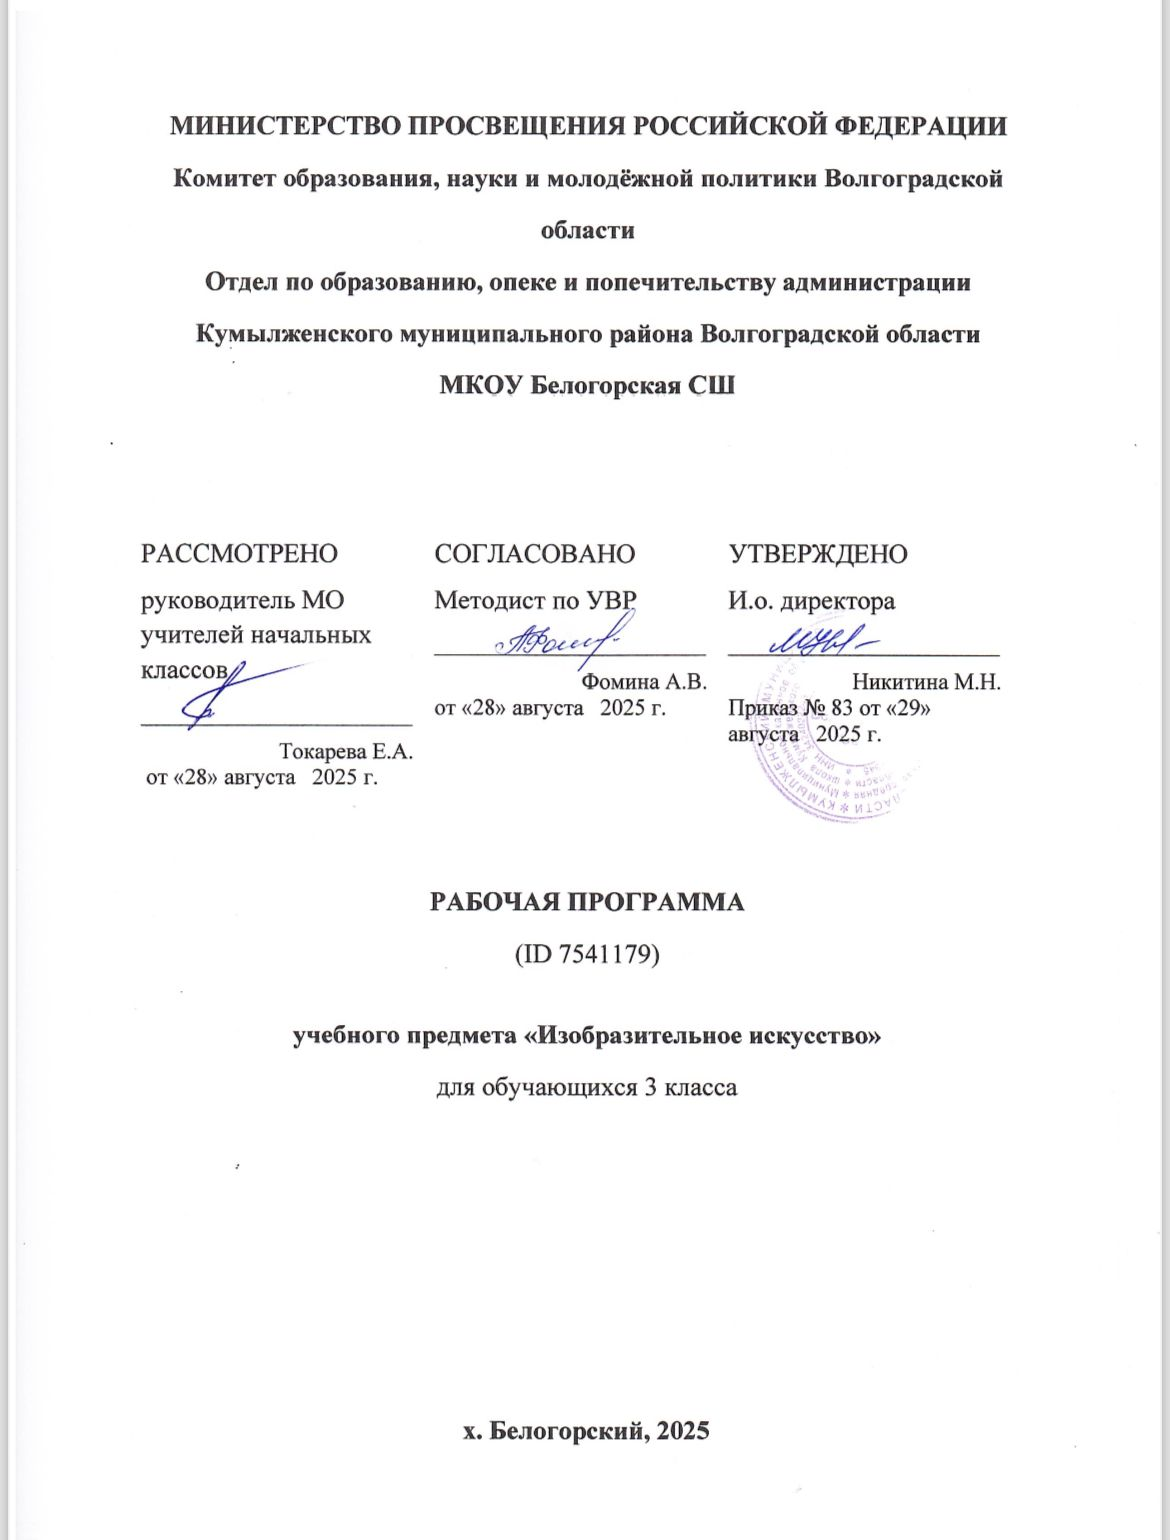 МИНИСТЕРСТВО ПРОСВЕЩЕНИЯ РОССИЙСКОЙ ФЕДЕРАЦИИ
Комитет образования, науки и молодёжной политики Волгоградской
области
Отдел по образованию, опеке и попечительству администрации
Кумылженского муниципального района Волгоградской области
МКОУ Белогорская СШ
РАССМОТРЕНО
руководитель МО
учителей начальных
классов
Токарева Е.А.
от «28» августа 2025 г.
СОГЛАСОВАНО
Методист по УВР
Фомина А.В.
от «28» августа 2025 г.
УТВЕРЖДЕНО
И.о. директора
Никитина М.Н.
Приказ № 83 от «29»
августа 2025 г.
РАБОЧАЯ ПРОГРАММА
(ID 7541179)
учебного предмета «Изобразительное искусство»
для обучающихся 3 класса
х. Белогорский, 2025